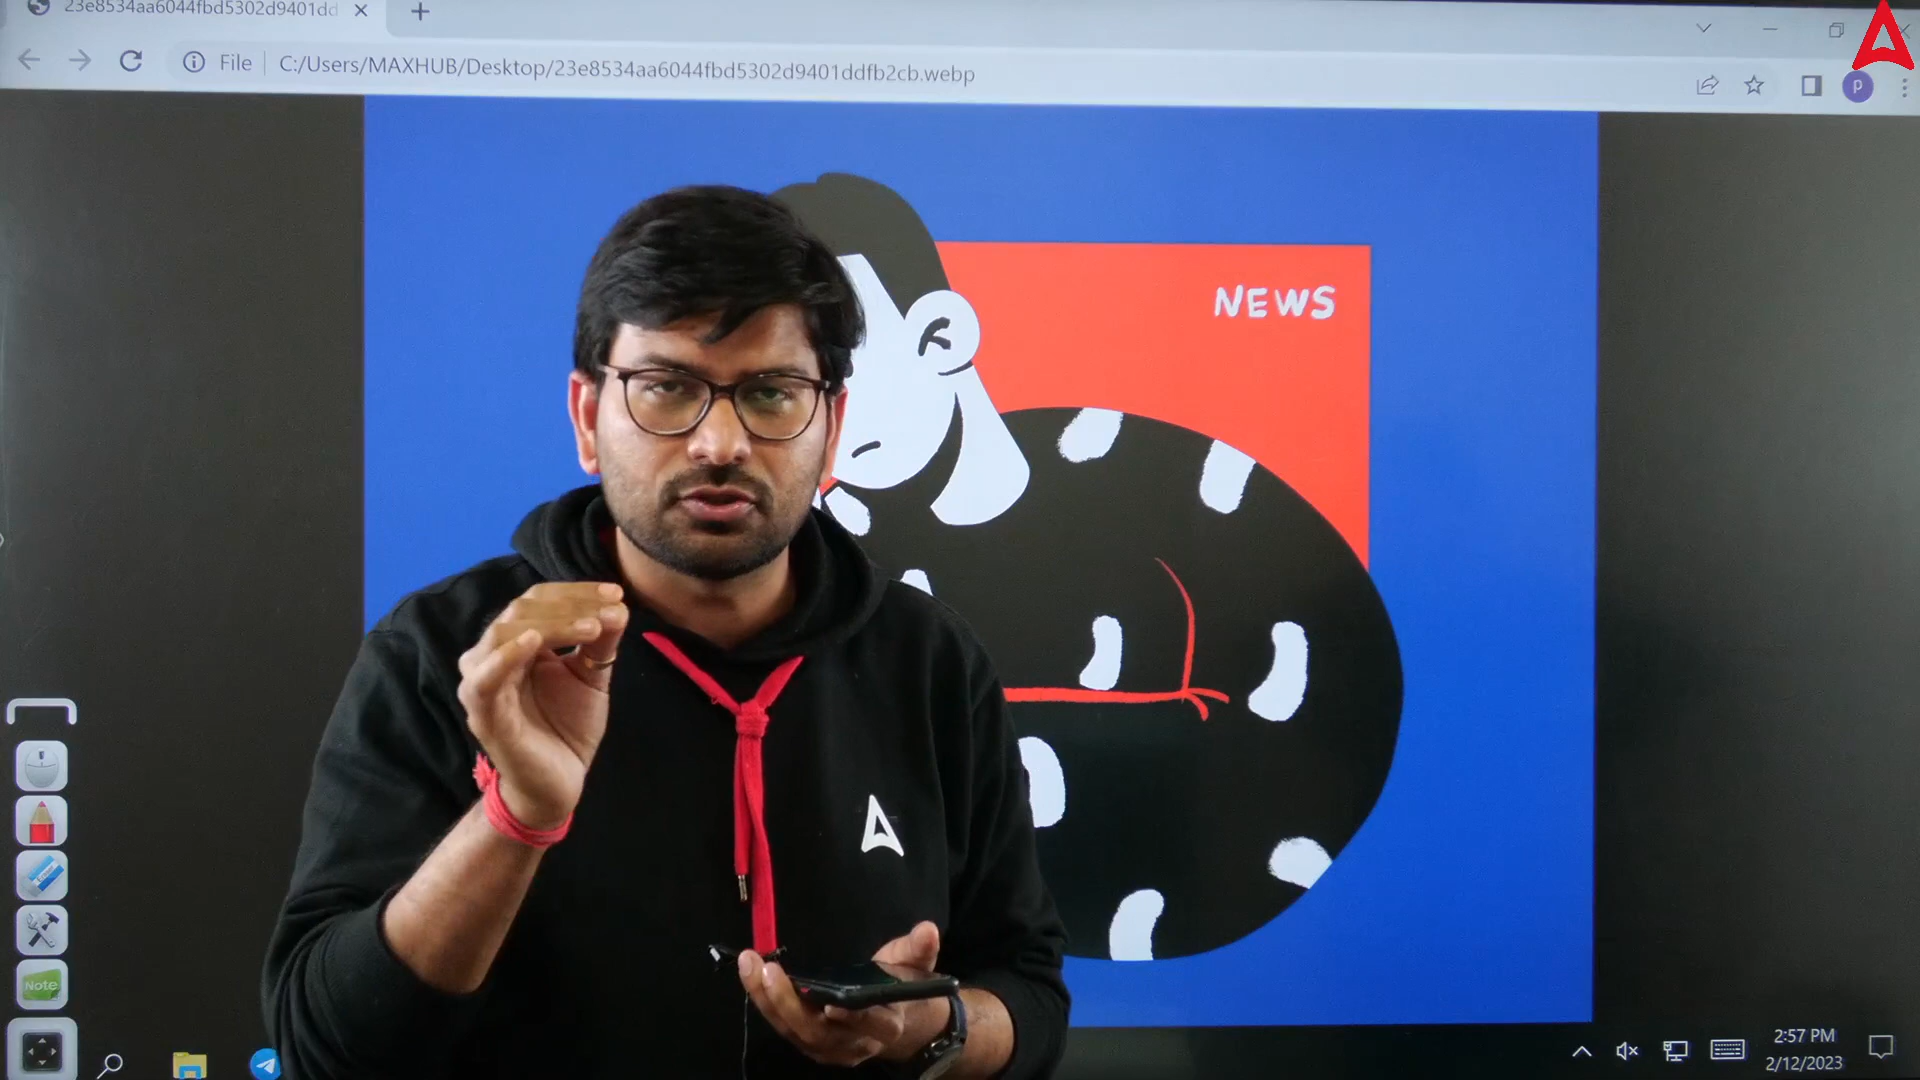 23e8534aa6044fbd5302d9401dd
File
C:/Users/MAXHUB/Desktop/23e8534aa6044fbd5302d9401ddfb2cb.webp
P
NEWS
Note
2:57 PM
2/12/2023